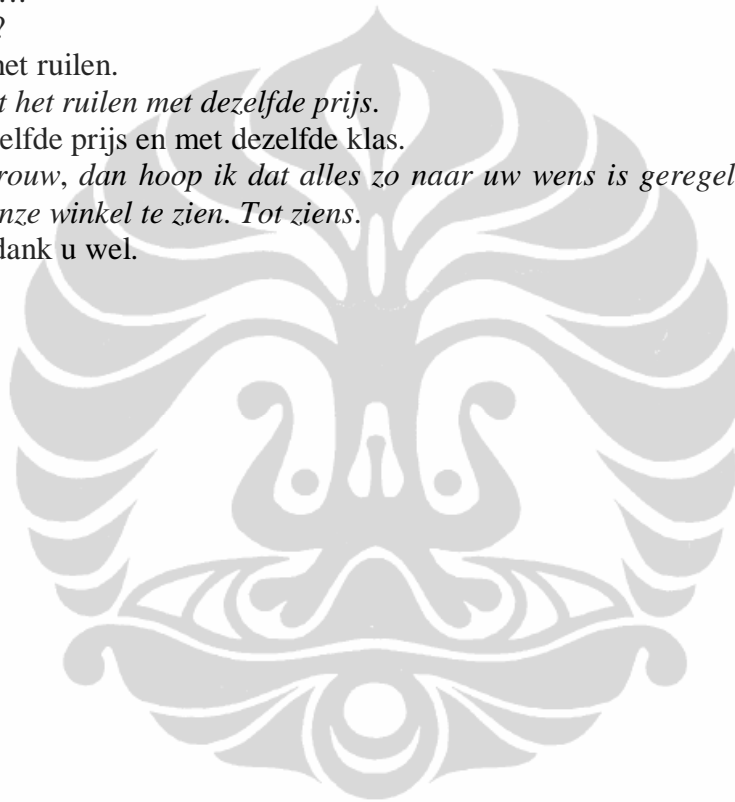 …
?
het ruilen.
t het ruilen met dezelfde prijs.
elfde prijs en met dezelfde klas.
rouw, dan hoop ik dat alles zo naar uw wens is geregel
nze winkel te zien. Tot ziens.
dank u wel.